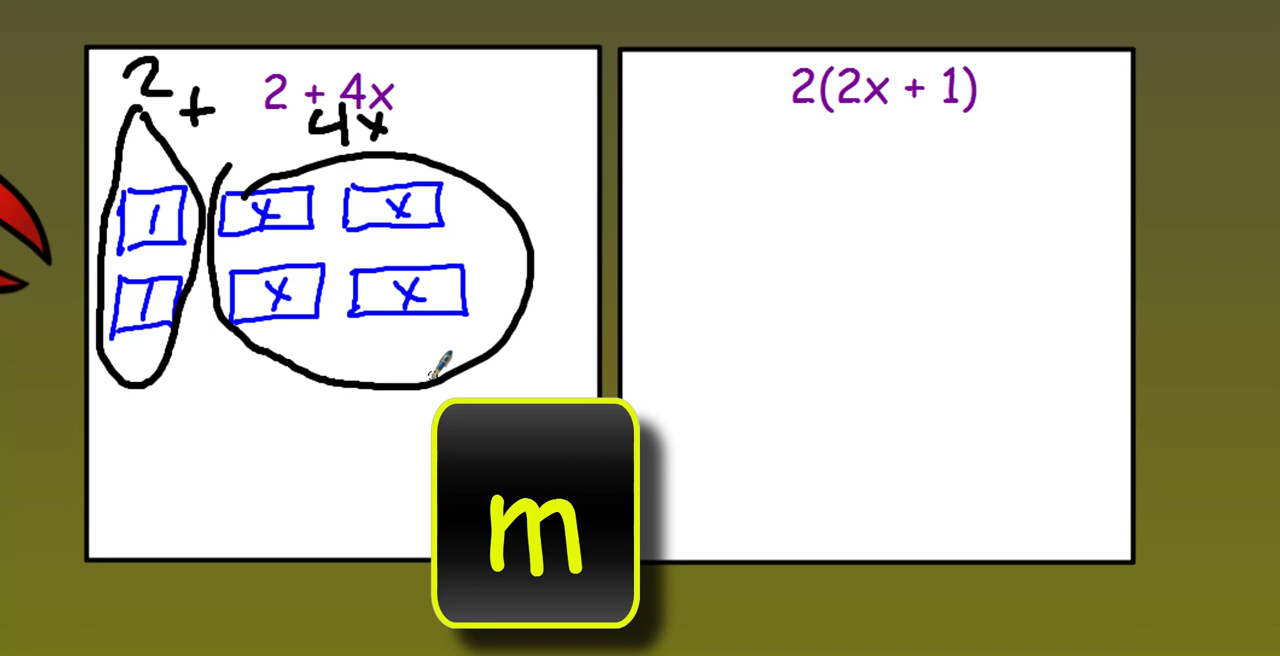 2 + 4x
2 + 4x
1 x x
1 x x
2(2x + 1)
m